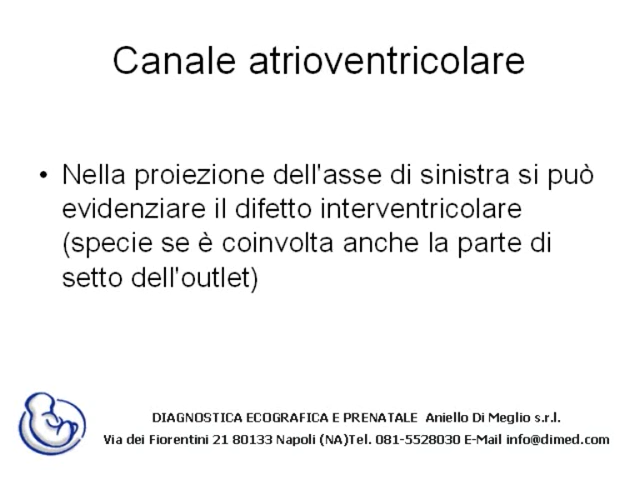 Canale atrioventricolare
• Nella proiezione dell'asse di sinistra si può
evidenziare il difetto interventricolare
(specie se è coinvolta anche la parte di
setto dell'outlet)
DIAGNOSTICA ECOGRAFICA E PRENATALE Aniello Di Meglio s.r.l.
Via dei Fiorentini 21 80133 Napoli (NA)Tel. 081-5528030 E-Mail info@dimed.com